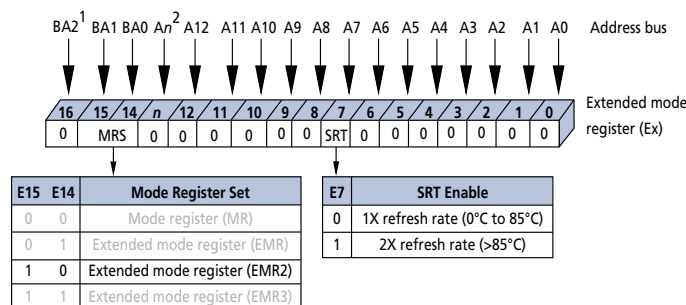 BA2¹ BA1 BA0 An² A12 A11 A10 A9 A8 A7 A6 A5 A4 A3 A2 A1 A0 Address bus
16 15 14 n 12 11 10 9 8 7 6 5 4 3 2 1 0 Extended mode
0 MRS 0 0 0 0 0 0 SRT 0 0 0 0 0 0 0 register (Ex)
E15 E14 Mode Register Set
0 0 Mode register (MR)
0 1 Extended mode register (EMR)
1 0 Extended mode register (EMR2)
1 1 Extended mode register (EMR3)
E7 SRT Enable
0 1X refresh rate (0°C to 85°C)
1 2X refresh rate (>85°C)